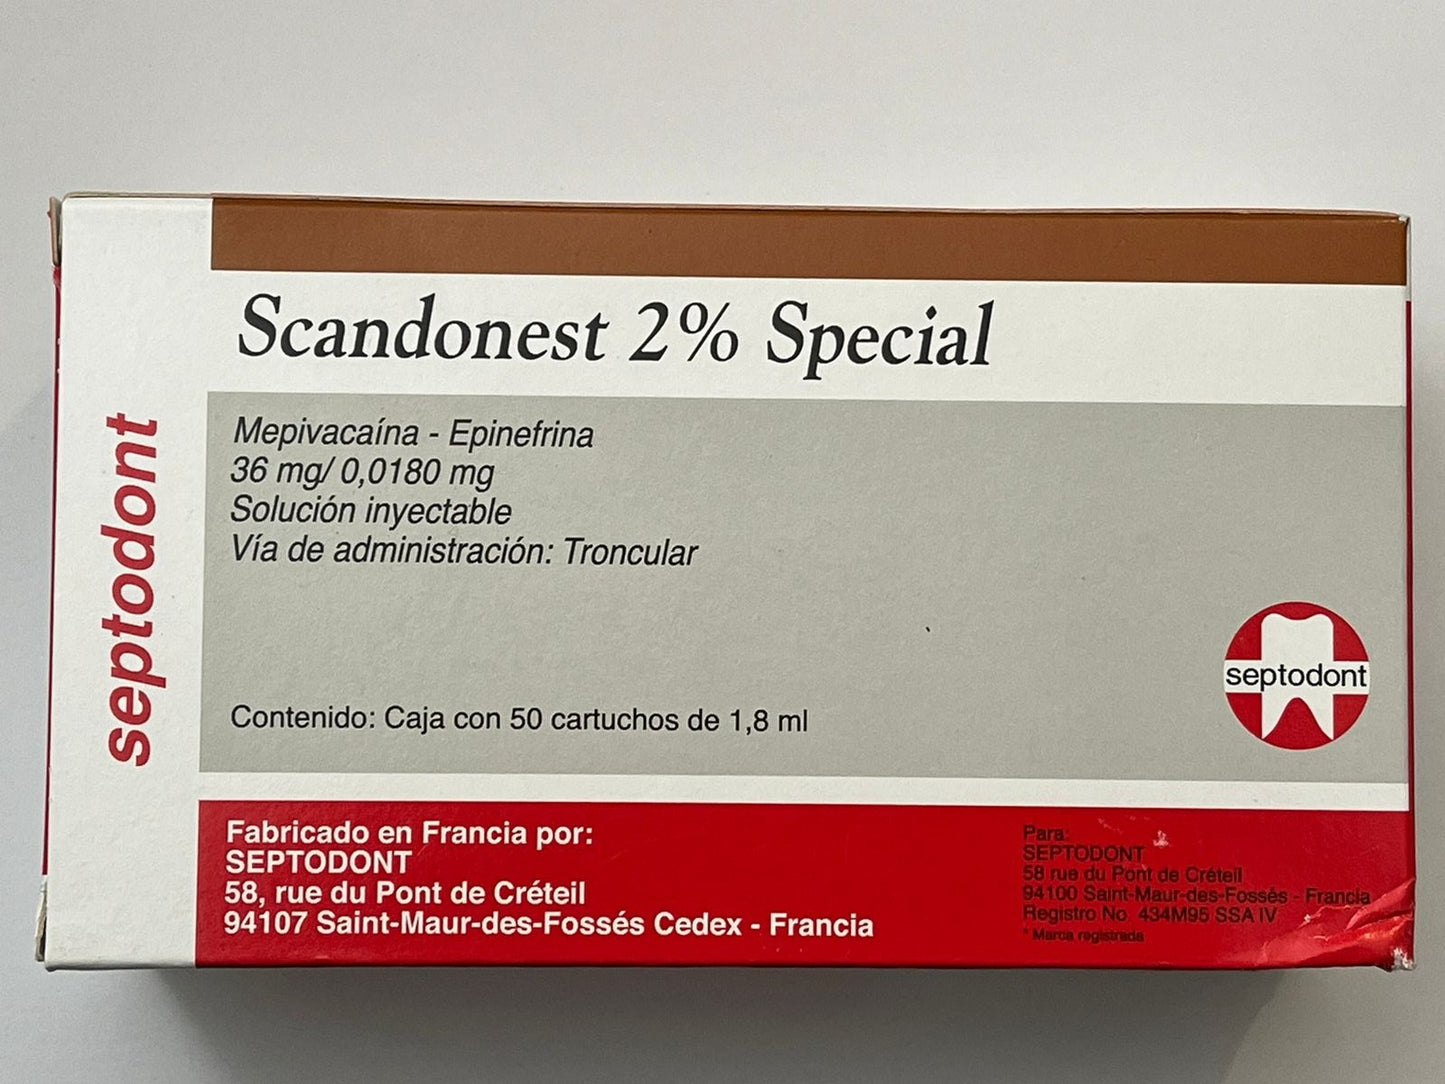 septodont
Scandonest 2% Special
Mepivacaína - Epinefrina
36 mg/ 0,0180 mg
Solución inyectable
Vía de administración: Troncular
septodont
Contenido: Caja con 50 cartuchos de 1,8 ml
Fabricado en Francia por:
SEPTODONT
58, rue du Pont de Créteil
94107 Saint-Maur-des-Fossés Cedex - Francia
Para:
SEPTODONT
58 rue du Pont de Créteil
94100 Saint-Maur-des-Fossés - Francia
Registro No. 434M95 SSA IV
* Marca registrada